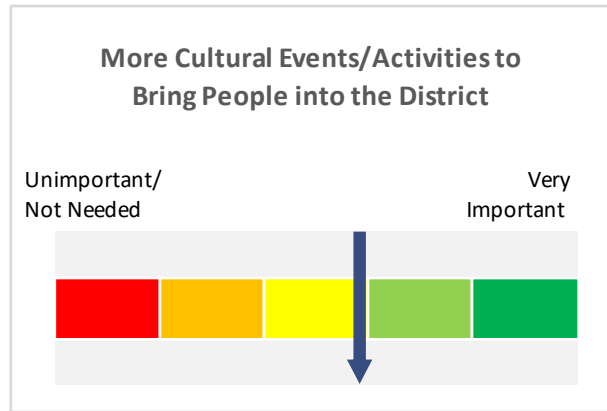 More Cultural Events/Activities to
Bring People into the District
Unimportant/
Not Needed
Very
Important